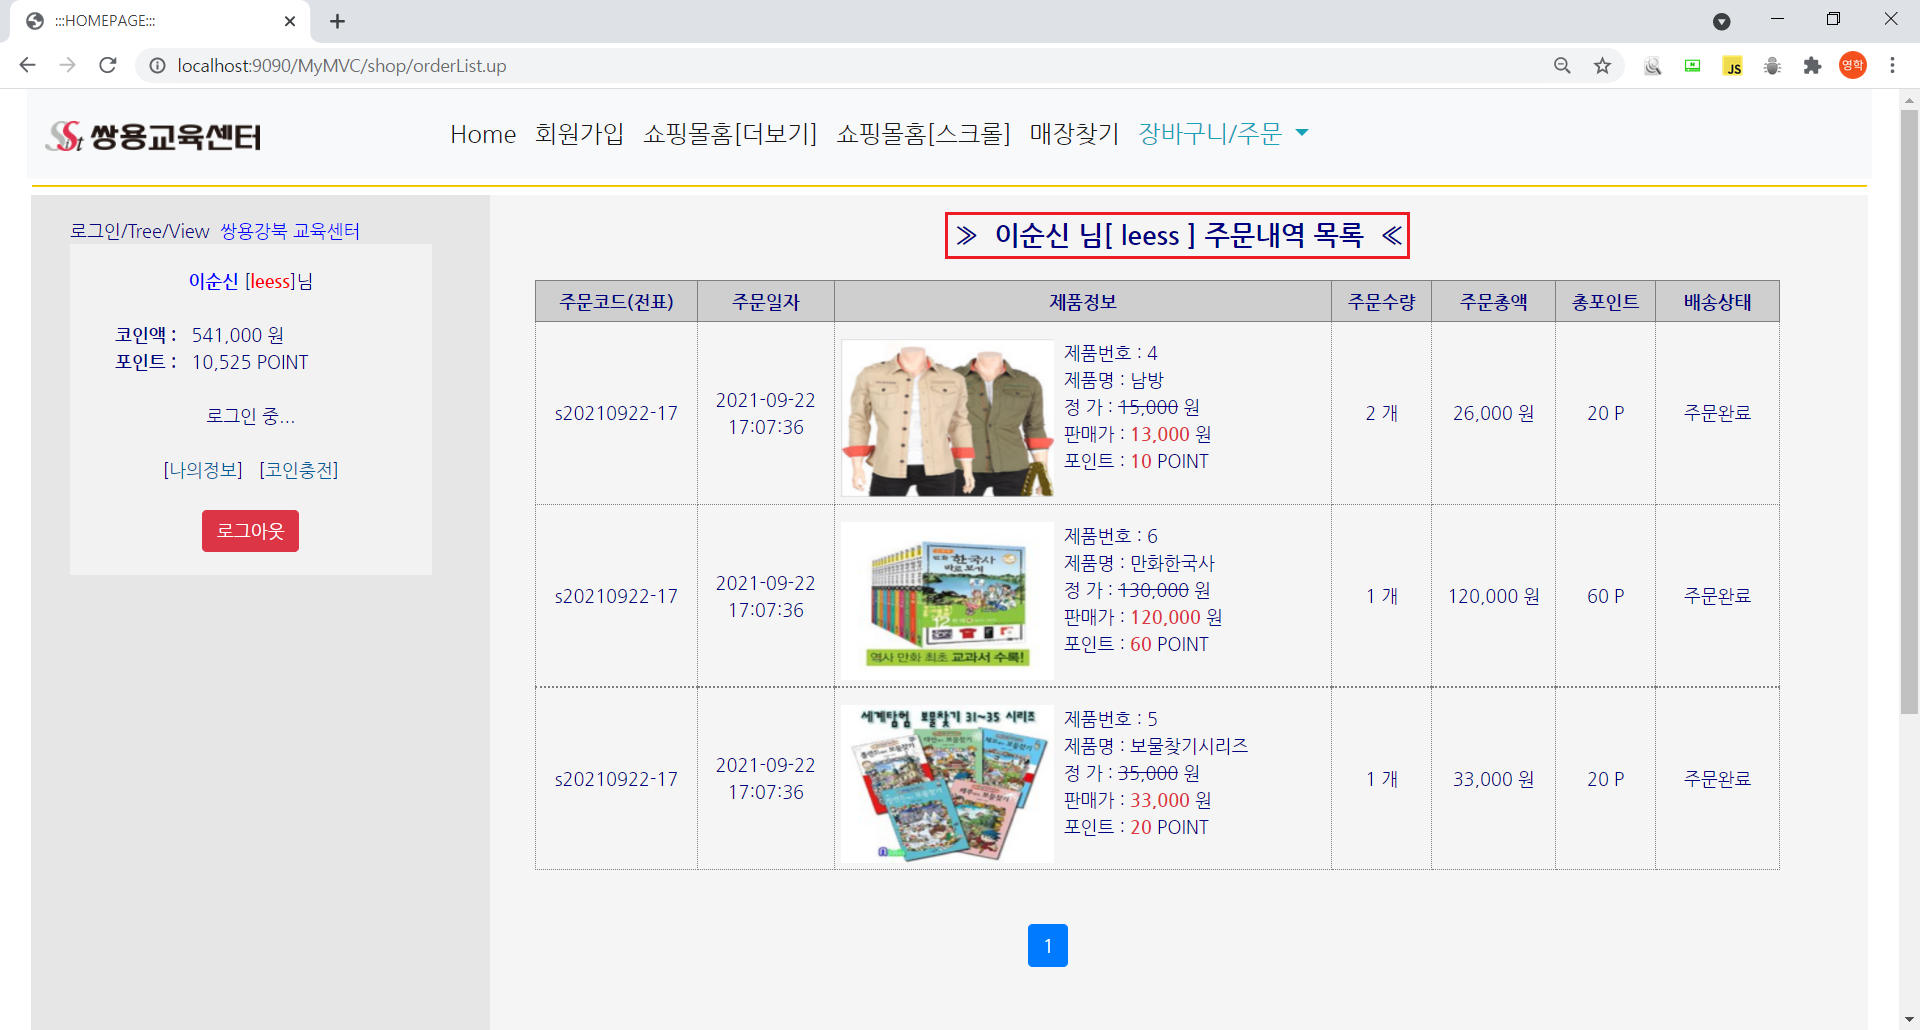 :::HOMEPAGE:::
localhost:9090/MyMVC/shop/orderList.up
JS
영학
SSt 쌍용교육센터
Home 회원가입 쇼핑몰홈[더보기] 쇼핑몰홈[스크롤] 매장찾기 장바구니/주문
로그인/Tree/View 쌍용강북 교육센터
이순신 [leess]님
코인액 : 541,000 원
포인트 : 10,525 POINT
로그인 중...
[나의정보] [코인충전]
로그아웃
≫ 이순신 님[ leess ] 주문내역 목록 ≪
주문코드(전표) 주문일자 제품정보 주문수량 주문총액 총포인트 배송상태
s20210922-17
2021-09-22
17:07:36
제품번호 : 4
제품명 : 남방
정 가 : 15,000 원
판매가 : 13,000 원
포인트 : 10 POINT
2 개
26,000 원
20 P
주문완료
s20210922-17
2021-09-22
17:07:36
한국사
바로보기
역사 만화 최초 교과서 수록!
제품번호 : 6
제품명 : 만화한국사
정 가 : 130,000 원
판매가 : 120,000 원
포인트 : 60 POINT
1 개
120,000 원
60 P
주문완료
s20210922-17
2021-09-22
17:07:36
세계탐험 보물찾기 31~35 시리즈
제품번호 : 5
제품명 : 보물찾기시리즈
정 가 : 35,000 원
판매가 : 33,000 원
포인트 : 20 POINT
1 개
33,000 원
20 P
주문완료
1